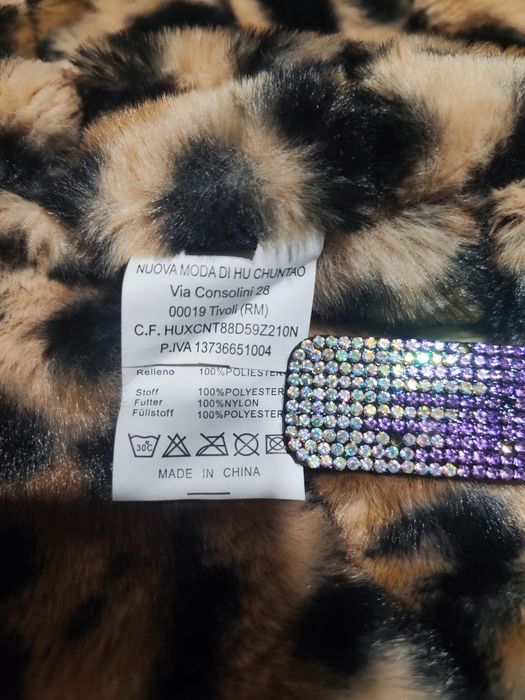 NUOVA MODA DI HU CHUNTAO
Via Consolini 28
00019 Tivoli (RM)
C.F. HUXCNT88D59Z210N
P.IVA 13736651004
Relleno 100%POLIESTER
Stoff 100%POLYESTER
Futter 100%NYLON
Füllstoff 100%POLYESTER
30°C
MADE IN CHINA